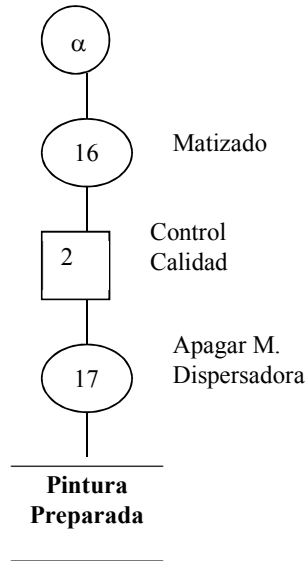 α
16
Matizado
2
Control
Calidad
17
Apagar M.
Dispersadora
Pintura
Preparada